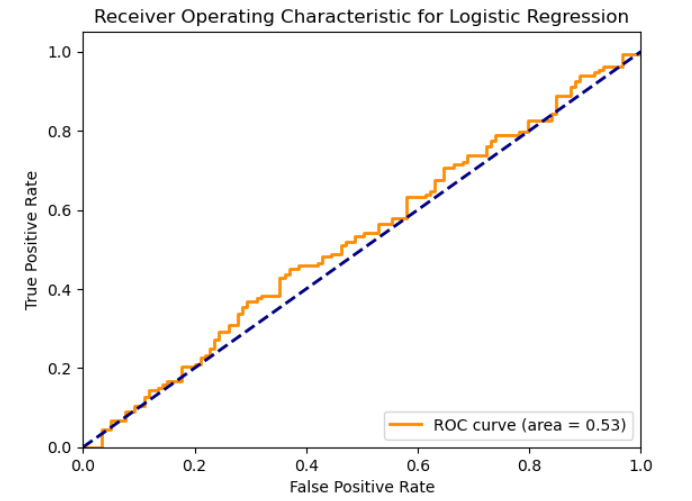 Receiver Operating Characteristic for Logistic Regression
1.0
0.8
0.6
0.4
0.2
0.0
True Positive Rate
ROC curve (area = 0.53)
0.0 0.2 0.4 0.6 0.8 1.0
False Positive Rate